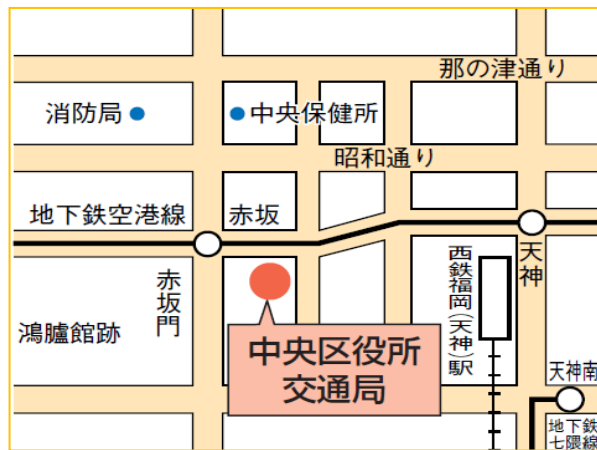 那の津通り
消防局
中央保健所
昭和通り
地下鉄空港線
赤坂
赤坂門
鴻臚館跡
西鉄福岡(天神)駅
天神
中央区役所
交通局
天神南
地下鉄
七隈線